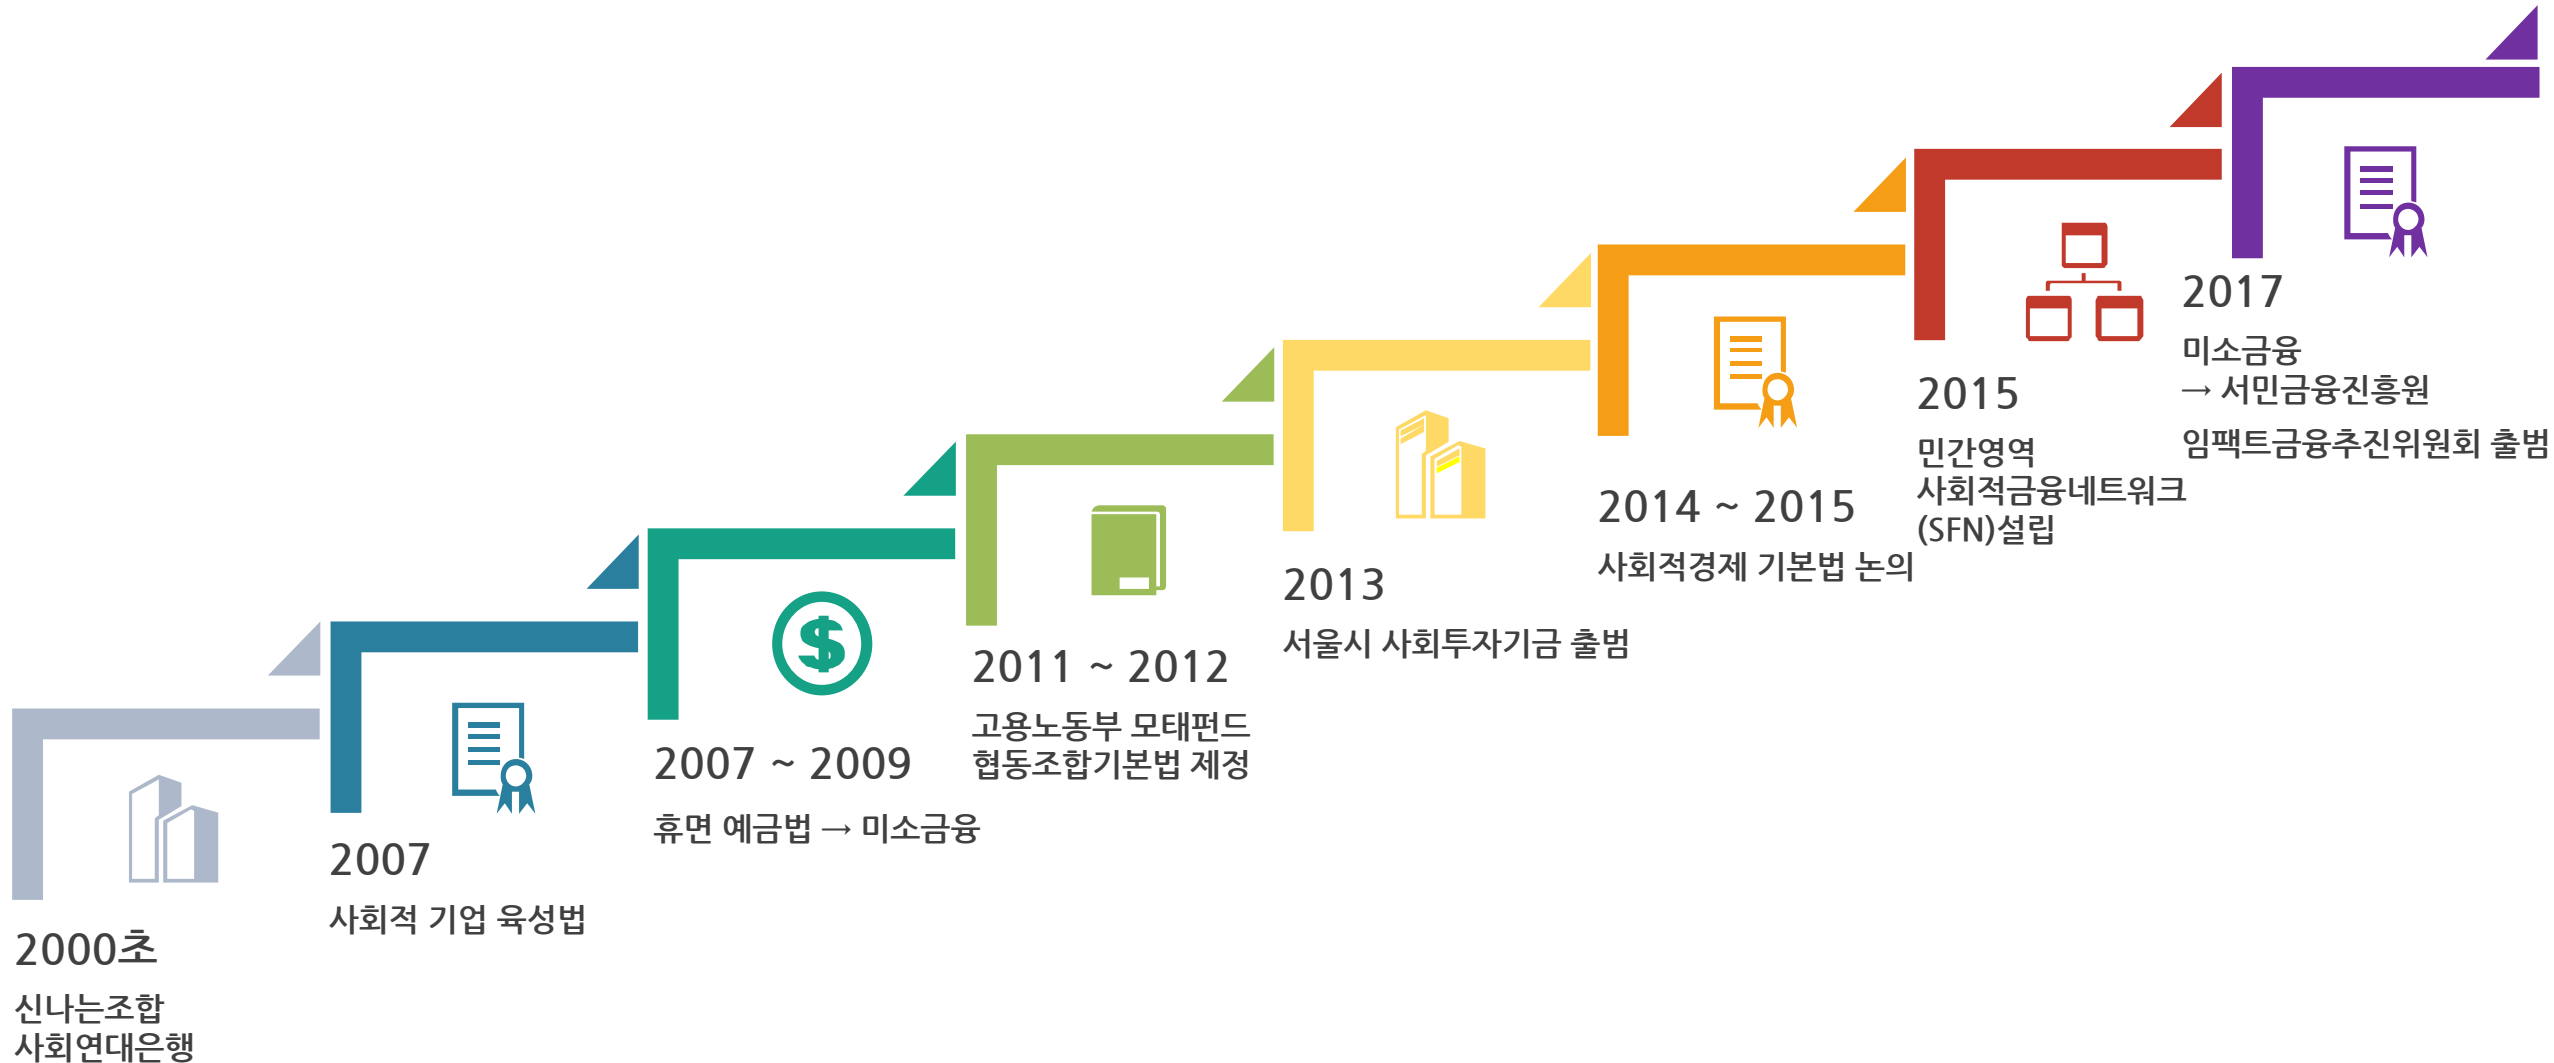 2000초
신나는조합
사회연대은행
2007
사회적 기업 육성법
2007 ~ 2009
휴면 예금법 → 미소금융
2011 ~ 2012
고용노동부 모태펀드
협동조합기본법 제정
2013
서울시 사회투자기금 출범
2014 ~ 2015
사회적경제 기본법 논의
2015
민간영역
사회적금융네트워크
(SFN)설립
2017
미소금융
→ 서민금융진흥원
임팩트금융추진위원회 출범